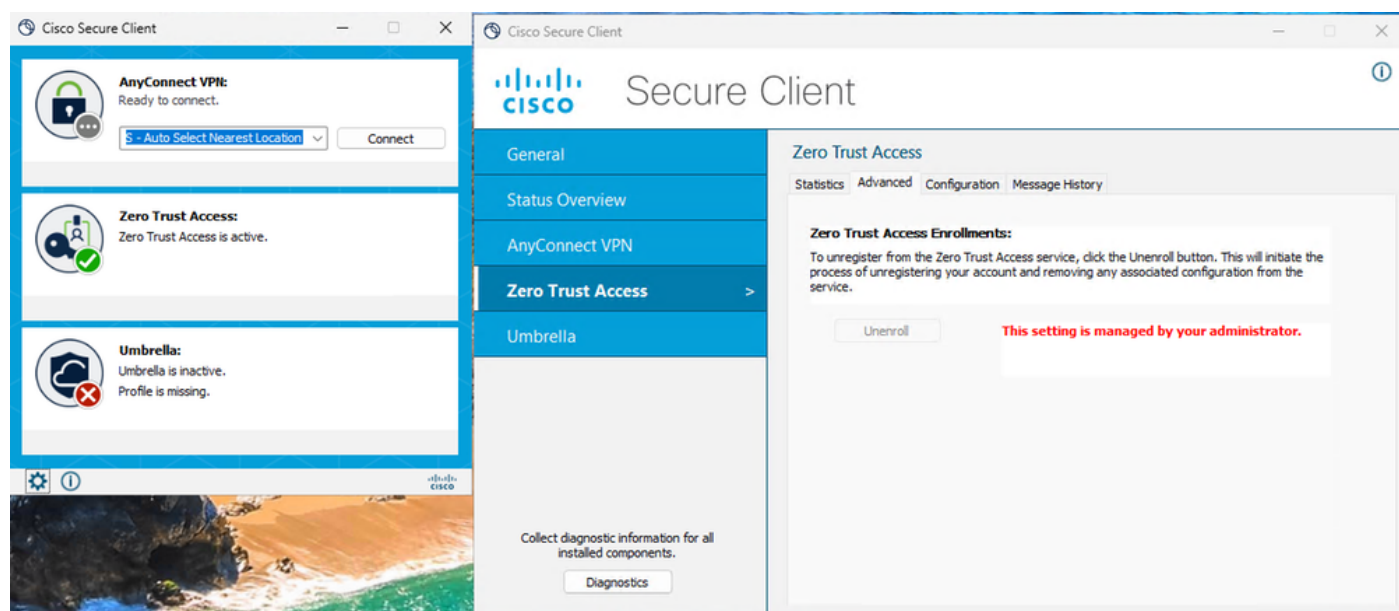 Cisco Secure Client
AnyConnect VPN:
Ready to connect.
S - Auto Select Nearest Location
Connect
Zero Trust Access:
Zero Trust Access is active.
Umbrella:
Umbrella is inactive.
Profile is missing.
CISCO
Cisco Secure Client
CISCO Secure Client
General
Status Overview
AnyConnect VPN
Zero Trust Access >
Umbrella
Collect diagnostic information for all
installed components.
Diagnostics
Zero Trust Access
Statistics Advanced Configuration Message History
Zero Trust Access Enrollments:
To unregister from the Zero Trust Access service, click the Unenroll button. This will initiate the
process of unregistering your account and removing any associated configuration from the
service.
Unenroll
This setting is managed by your administrator.